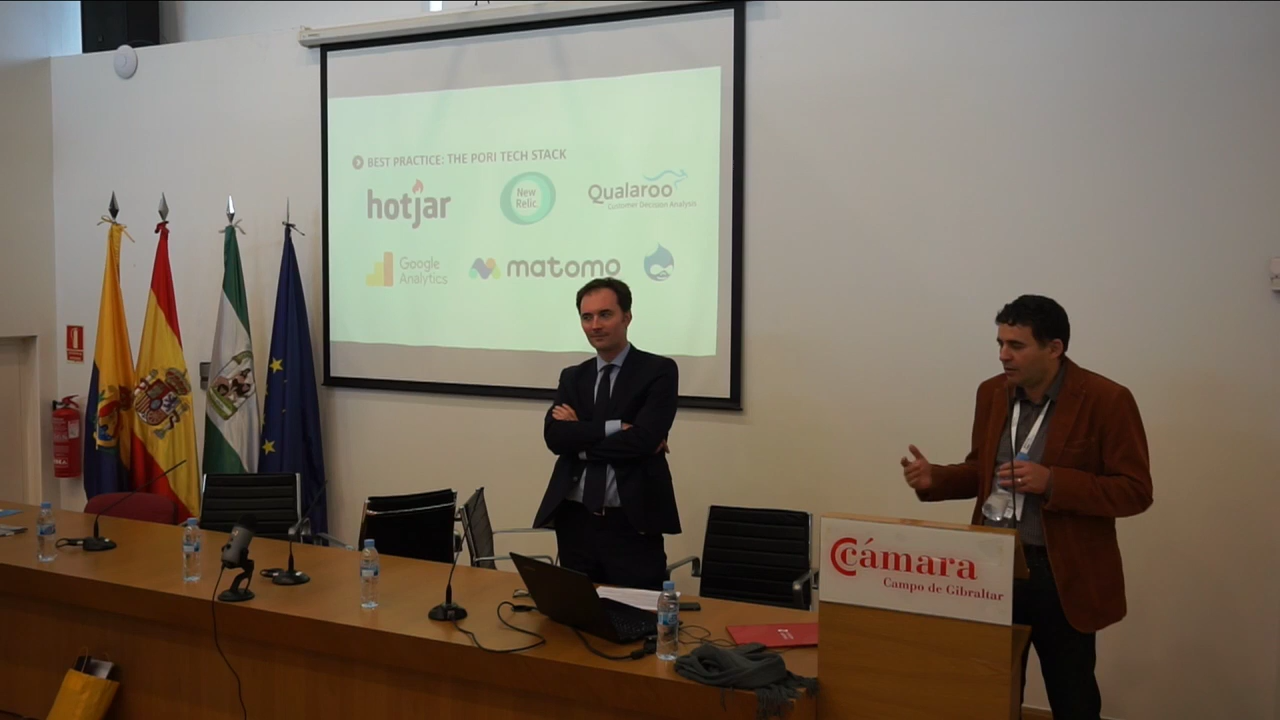 BEST PRACTICE: THE PORI TECH STACK
hotjar
New
Relic
Qualaroo
Customer Decision Analysis
Google
Analytics
matomo
Cámara
Campo de Gibraltar